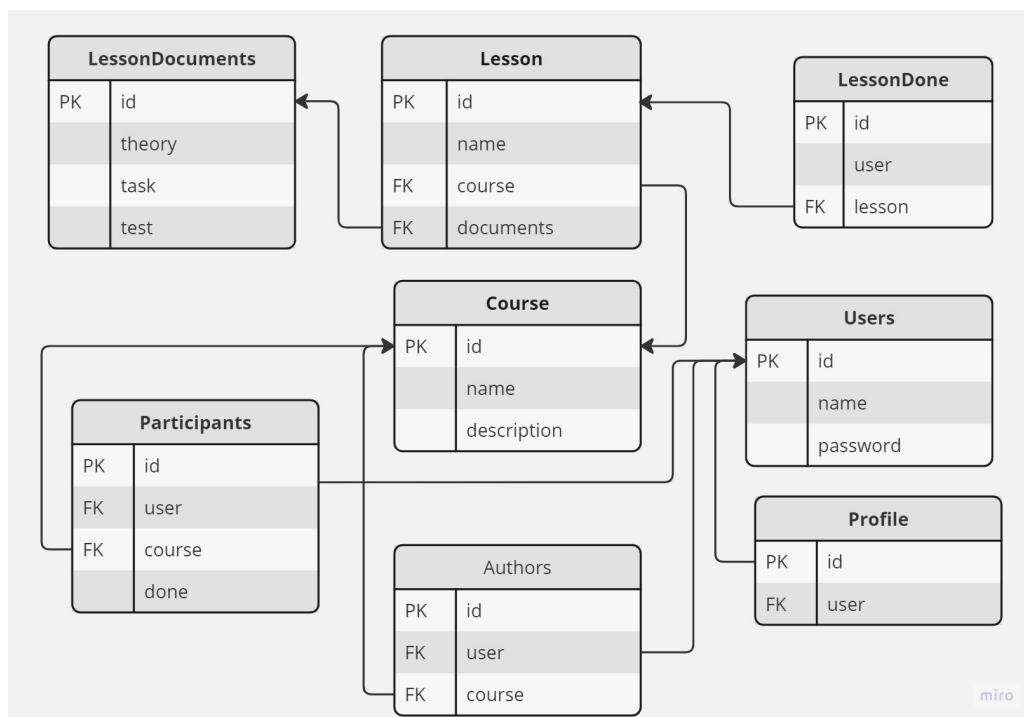 LessonDocuments
PK id
theory
task
test
Lesson
PK id
name
FK course
FK documents
LessonDone
PK id
user
FK lesson
Course
PK id
name
description
Users
PK id
name
password
Participants
PK id
FK user
FK course
done
Authors
PK id
FK user
FK course
Profile
PK id
FK user
miro